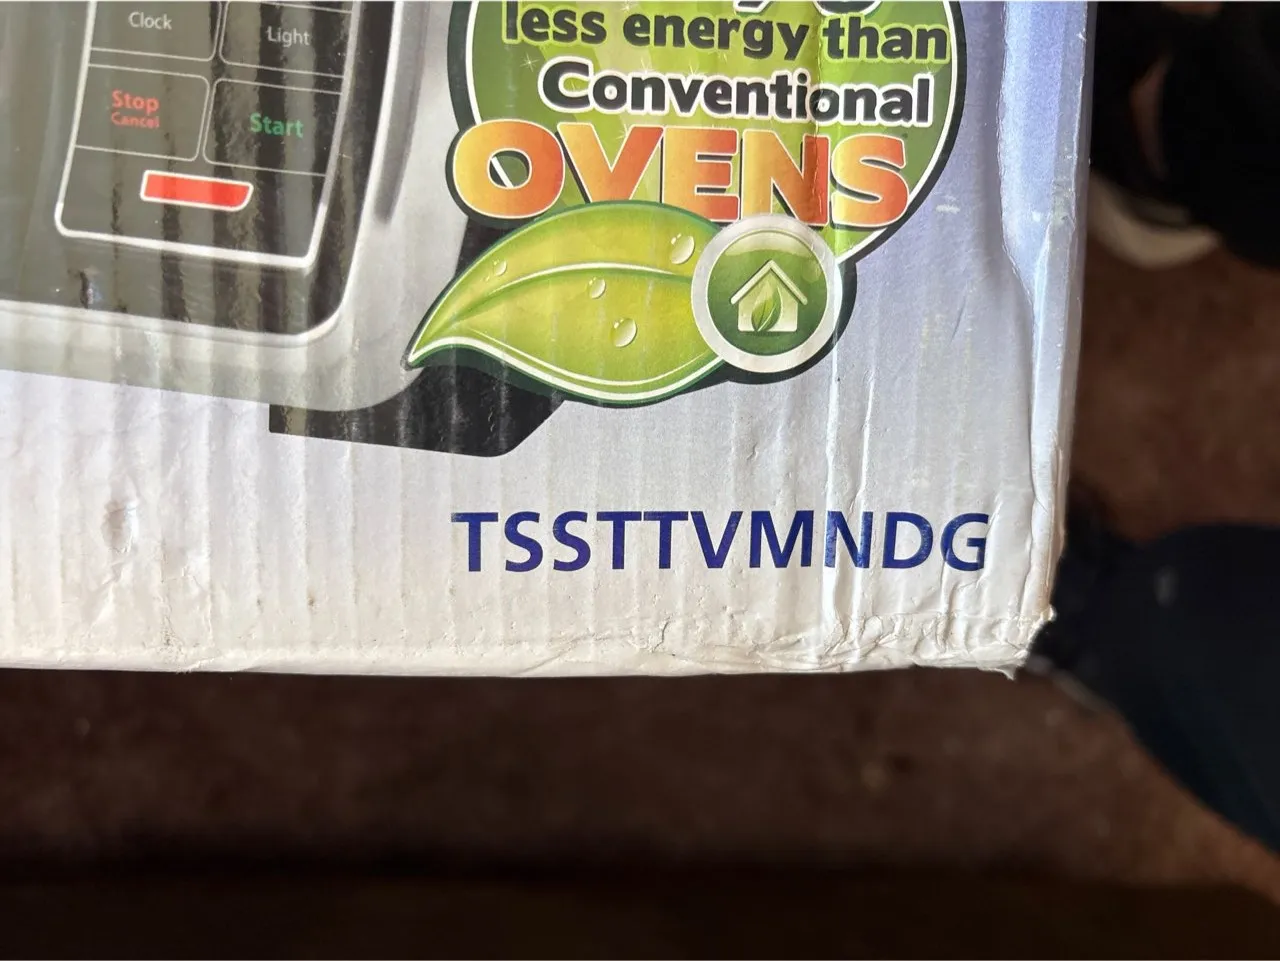 Clock
Light
Stop
Cancel
Start
less energy than
Conventional
OVENS
TSSTTVMNDG